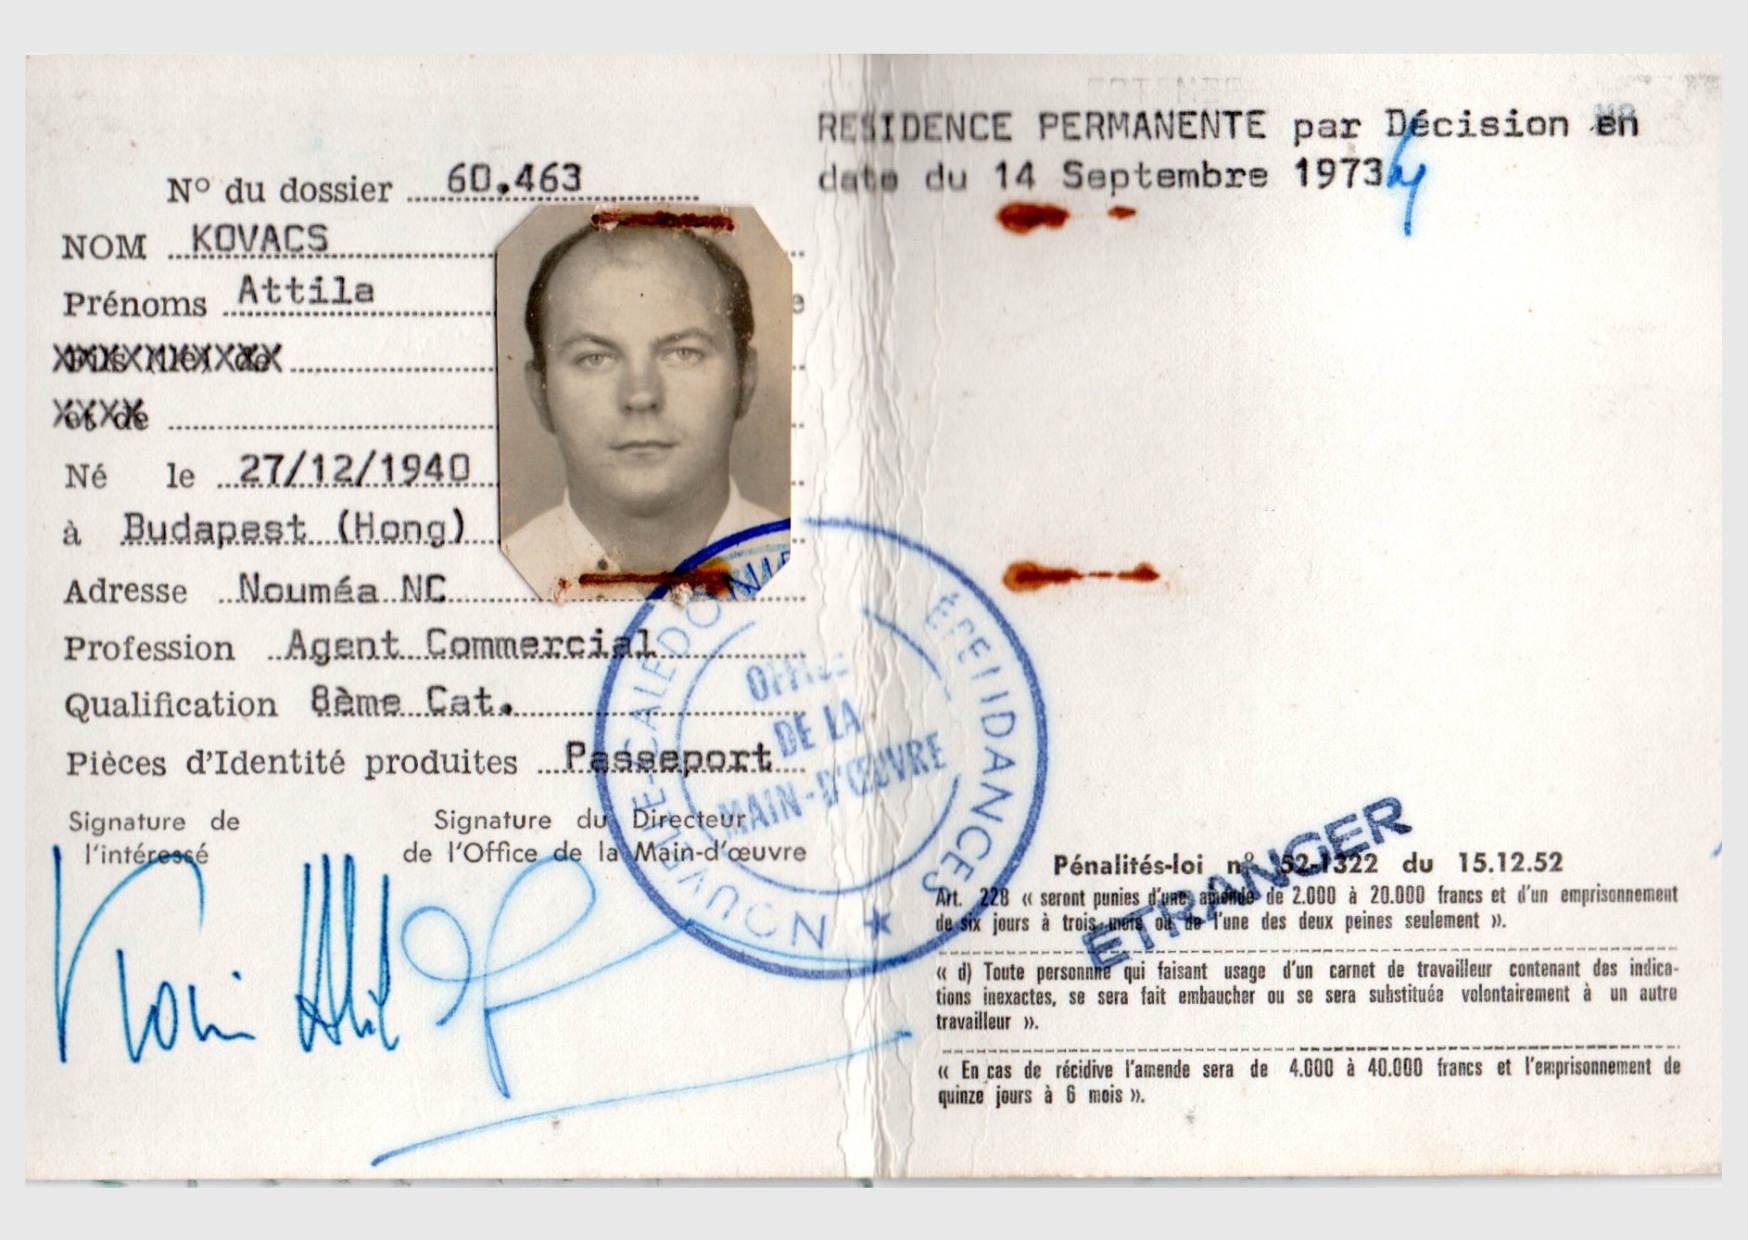 N° du dossier 60.463
NOM KOVACS
Prénoms Attila
et de
Né le 27/12/1940
à Budapest (Hong)
Adresse Nouméa NC
Profession Agent Commercial
Qualification 8ème Cat.
Pièces d'Identité produites Passeport
Signature de l'intéressé
Signature du Directeur
de l'Office de la Main-d'œuvre
OFFICE
DE LA
MAIN-D'ŒUVRE
RESIDENCE PERMANENTE par Décision en
date du 14 Septembre 1973
ETRANGER
Pénalités-loi n° 52-1322 du 15.12.52
Art. 228 « seront punies d'une amende de 2.000 à 20.000 francs et d'un emprisonnement
de six jours à trois mois ou de l'une des deux peines seulement ».
« d) Toute personnne qui faisant usage d'un carnet de travailleur contenant des indica-
tions inexactes, se sera fait embaucher ou se sera substituée volontairement à un autre
travailleur ».
« En cas de récidive l'amende sera de 4.000 à 40.000 francs et l'emprisonnement de
quinze jours à 6 mois ».